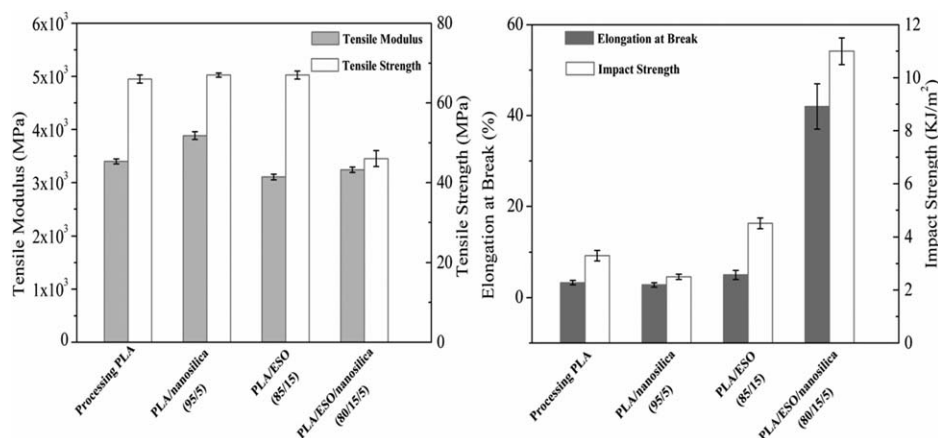 6x10³
5x10³
4x10³
3x10³
2x10³
1x10³
0
Tensile Modulus (MPa)
Tensile Modulus
Tensile Strength
80
60
40
20
0
Tensile Strength (MPa)
Processing PLA
PLA/nanosilica
(95/5)
PLA/ESO
(85/15)
PLA/ESO/nanosilica
(80/15/5)
60
40
20
0
Elongation at Break (%)
Elongation at Break
Impact Strength
12
10
8
6
4
2
0
Impact Strength (KJ/m²)
Processing PLA
PLA/nanosilica
(95/5)
PLA/ESO
(85/15)
PLA/ESO/nanosilica
(80/15/5)